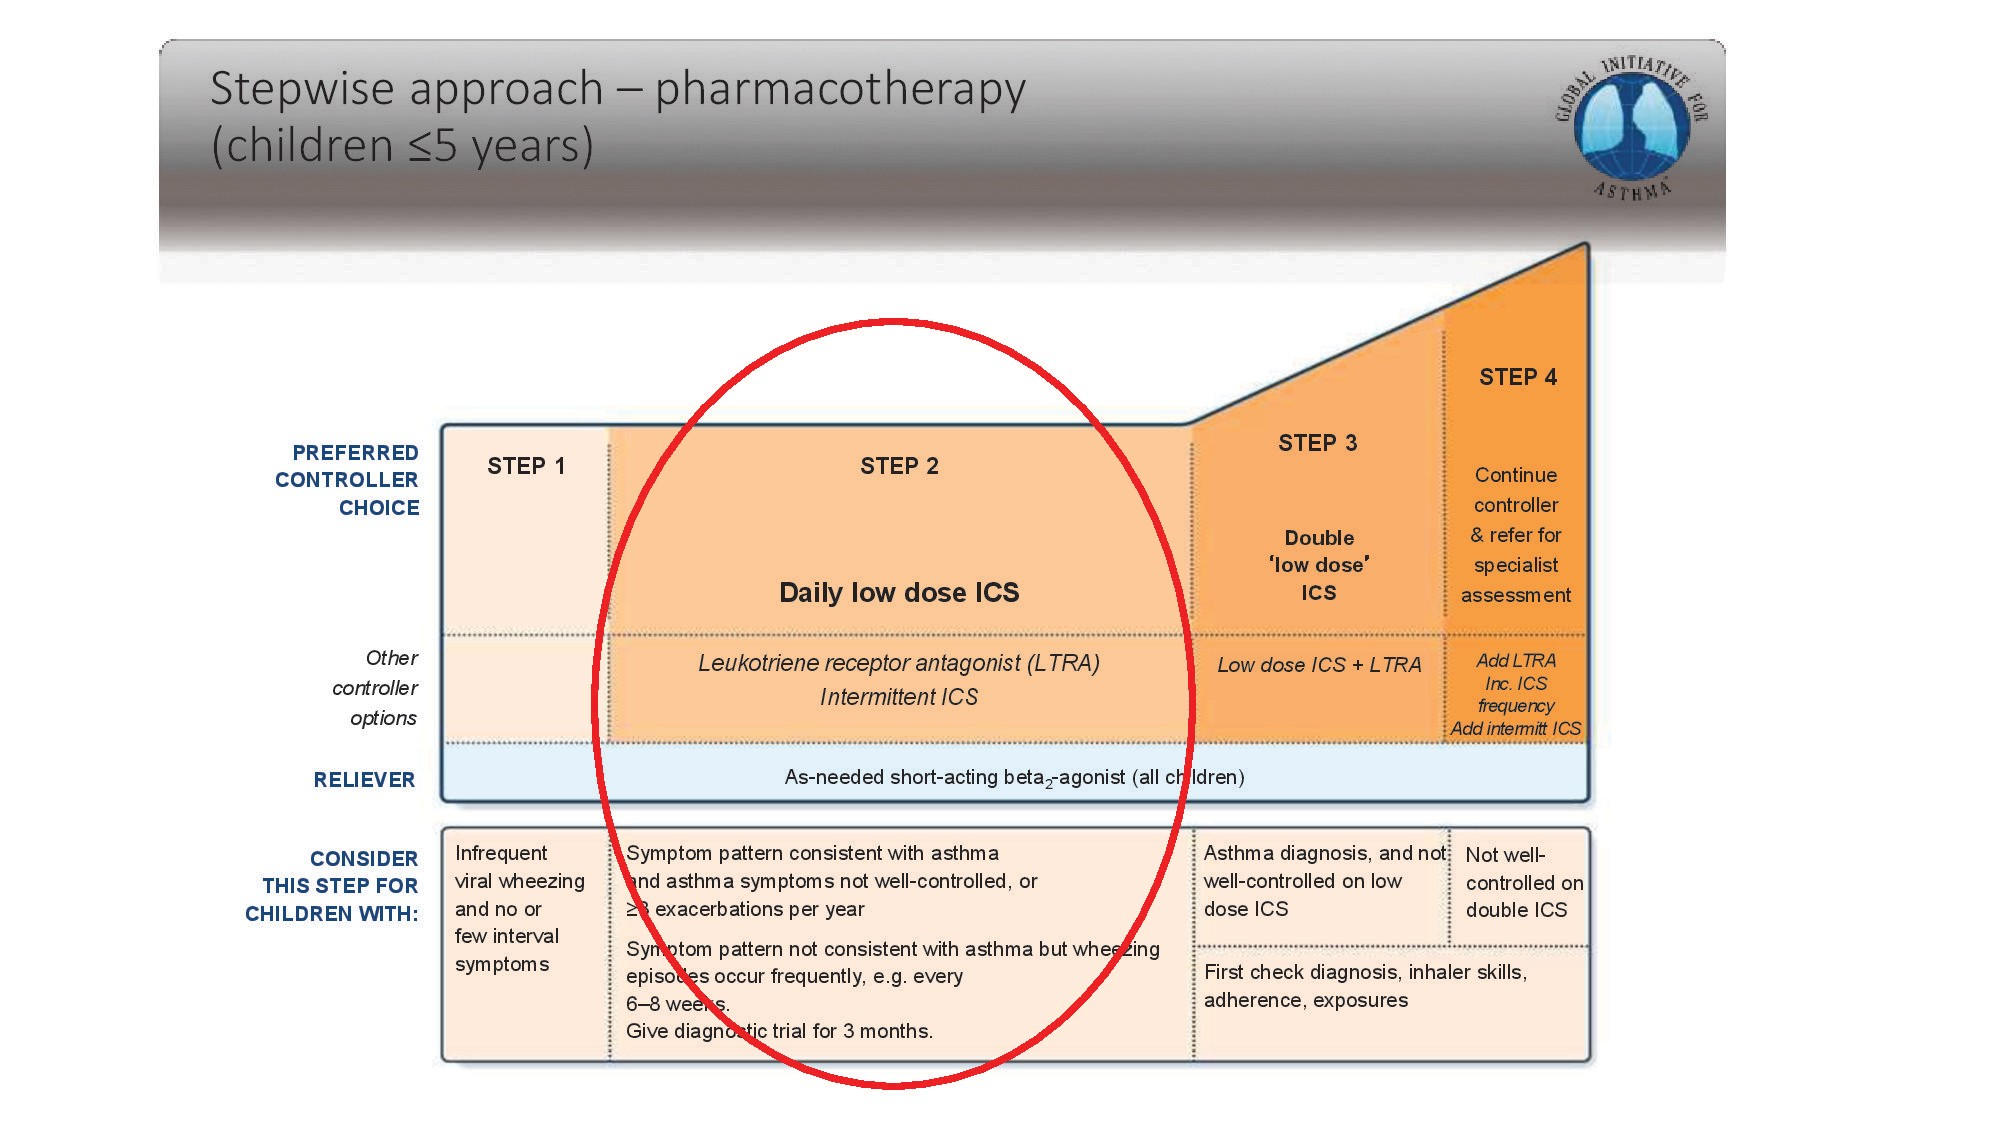 Stepwise approach – pharmacotherapy
(children ≤5 years)
GLOBAL INITIATIVE FOR
ASTHMA
PREFERRED
CONTROLLER
CHOICE
STEP 1
STEP 2
Daily low dose ICS
STEP 3
Double
‘low dose’
ICS
STEP 4
Continue
controller
& refer for
specialist
assessment
Other
controller
options
Leukotriene receptor antagonist (LTRA)
Intermittent ICS
Low dose ICS + LTRA
Add LTRA
Inc. ICS
frequency
Add intermitt ICS
RELIEVER
As-needed short-acting beta2-agonist (all children)
CONSIDER
THIS STEP FOR
CHILDREN WITH:
Infrequent
viral wheezing
and no or
few interval
symptoms
Symptom pattern consistent with asthma
and asthma symptoms not well-controlled, or
≥3 exacerbations per year
Symptom pattern not consistent with asthma but wheezing
episodes occur frequently, e.g. every
6–8 weeks.
Give diagnostic trial for 3 months.
Asthma diagnosis, and not
well-controlled on low
dose ICS
Not well-
controlled on
double ICS
First check diagnosis, inhaler skills,
adherence, exposures